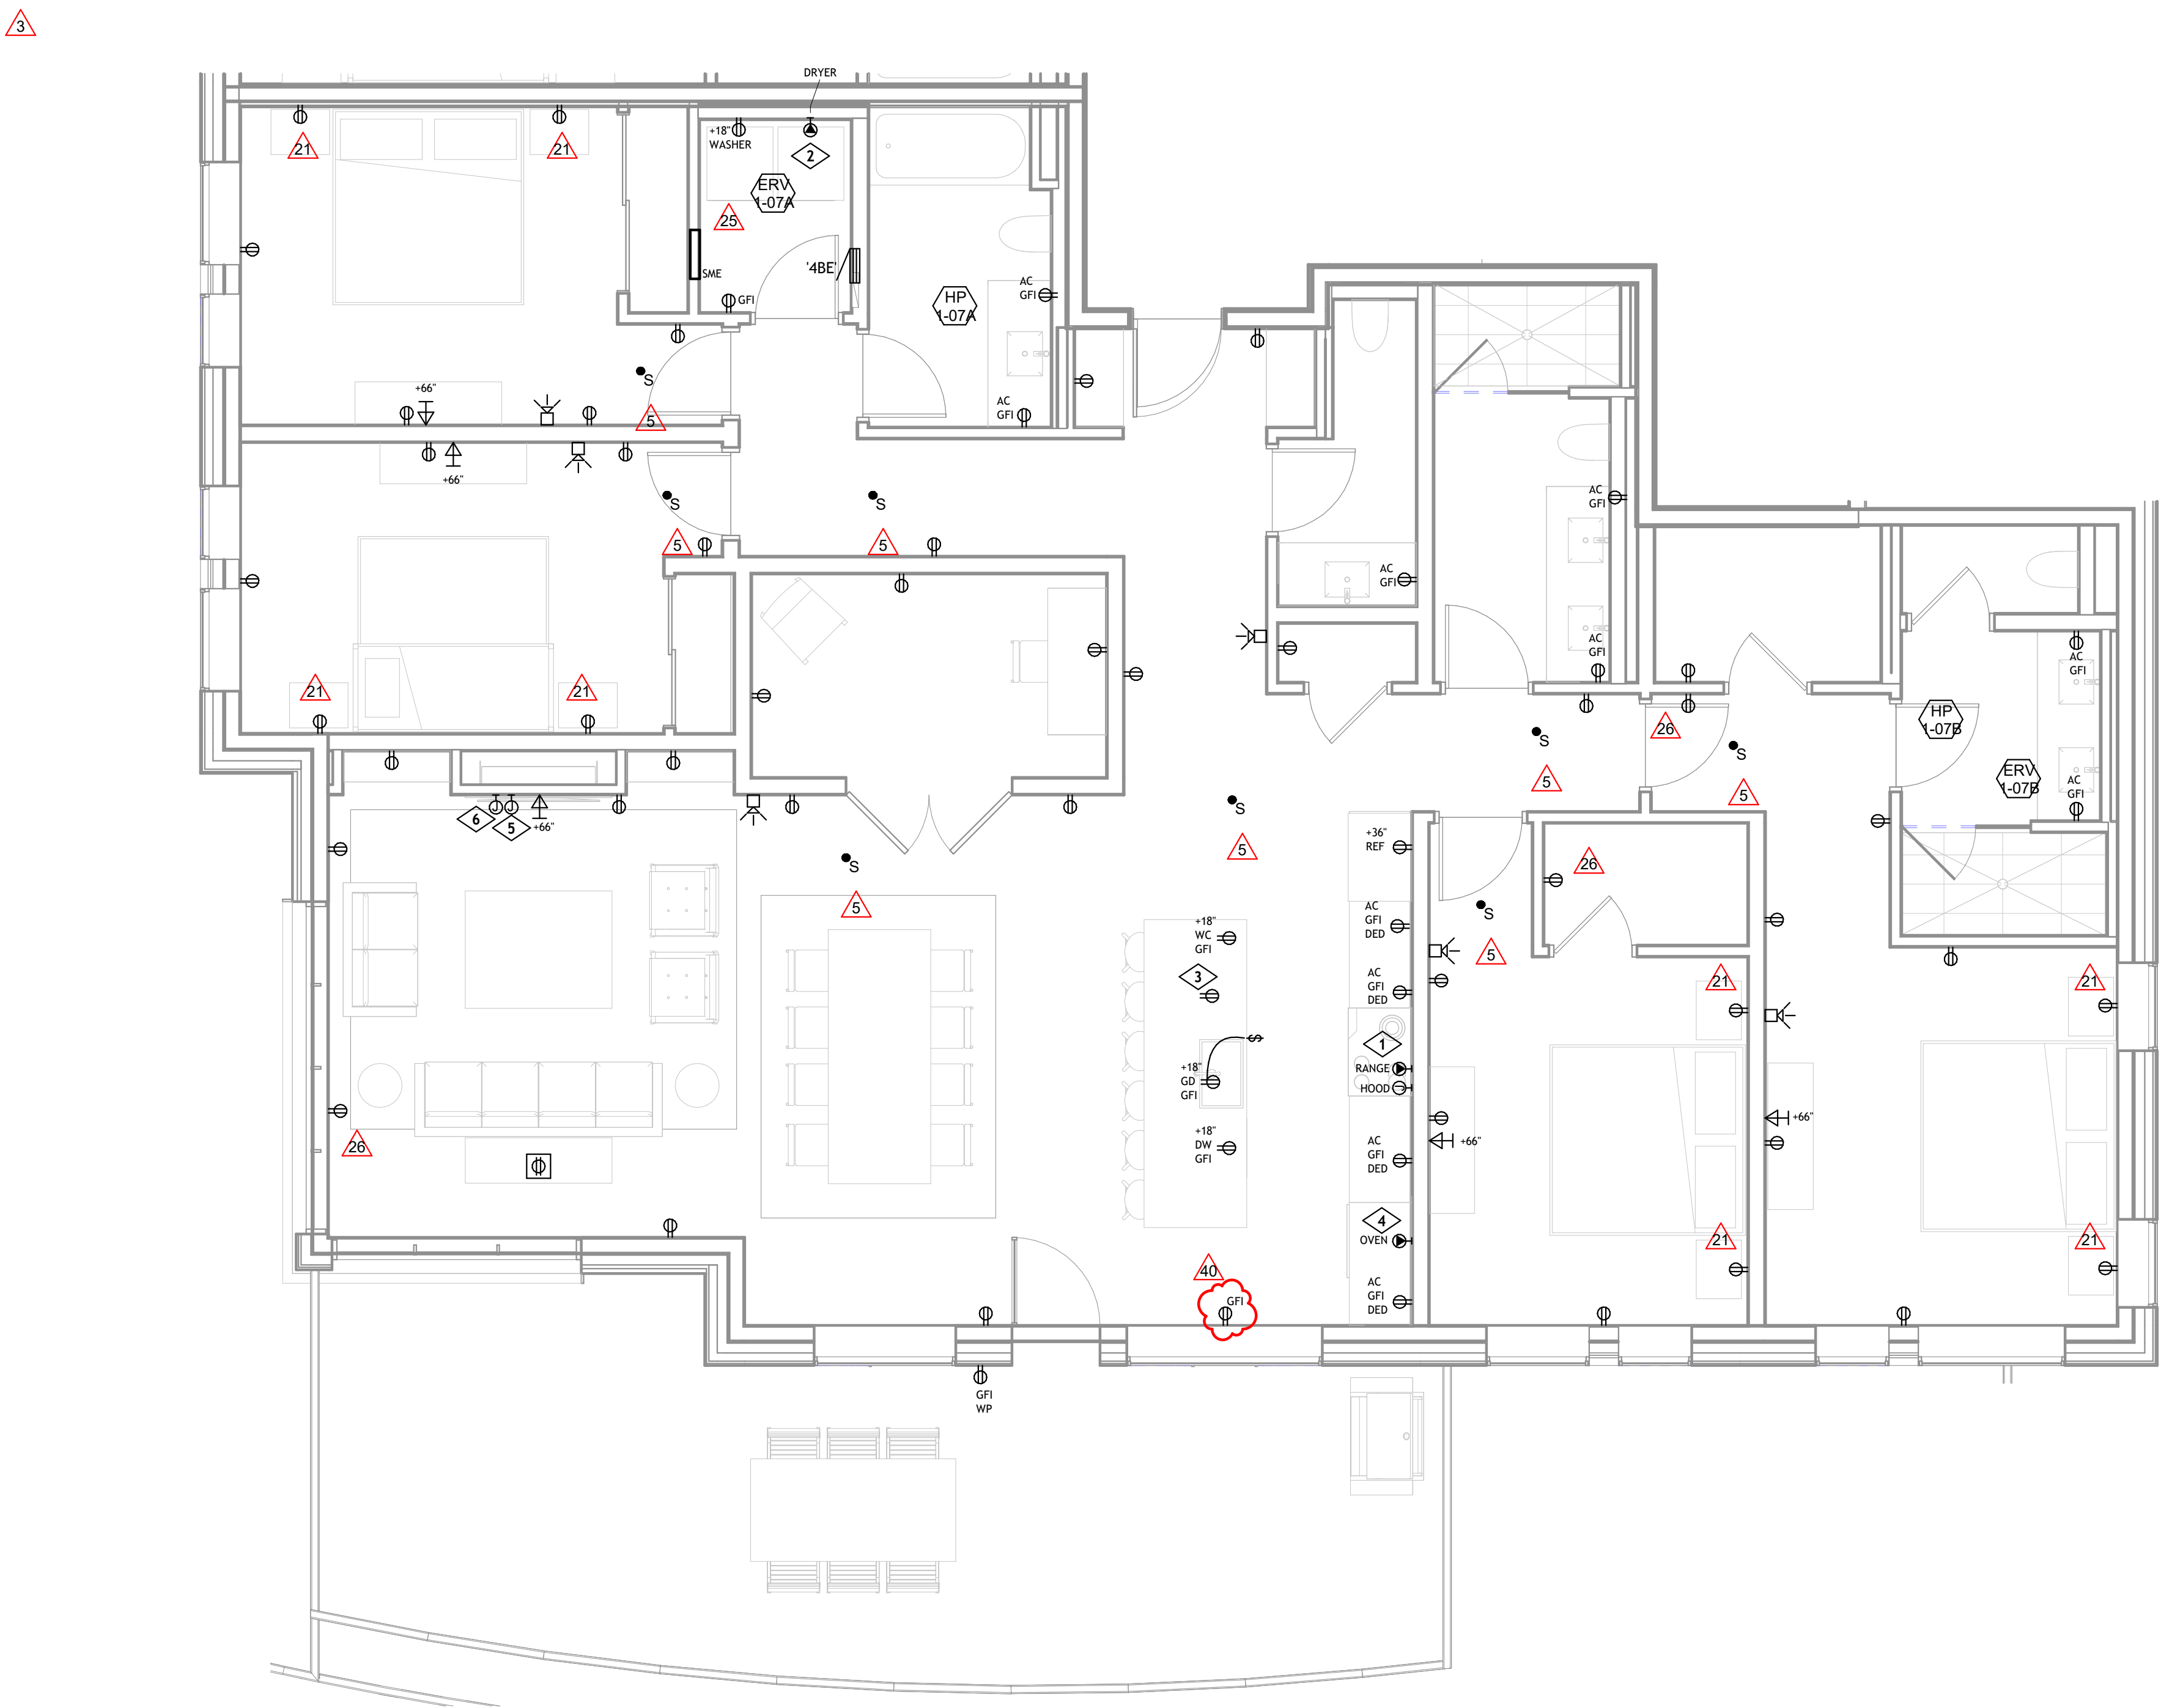 3
DRYER
+18"
WASHER
2
21
21
ERV
1-07A
25
SME
'4BE'
GFI
HP
1-07A
AC
GFI
AC
GFI
+66"
S
5
+66"
S
5
S
5
AC
GFI
AC
GFI
AC
GFI
21
21
AC
GFI
HP
1-07B
ERV
1-07B
AC
GFI
26
S
5
S
5
J
J
6
5
+66"
S
5
S
5
+36"
REF
26
S
5
AC
GFI
DED
+18"
WC
GFI
3
AC
GFI
DED
21
21
1
$
RANGE
HOOD
+18"
GD
GFI
+66"
+18"
DW
GFI
AC
GFI
DED
+66"
26
4
OVEN
21
21
40
GFI
AC
GFI
DED
GFI
WP